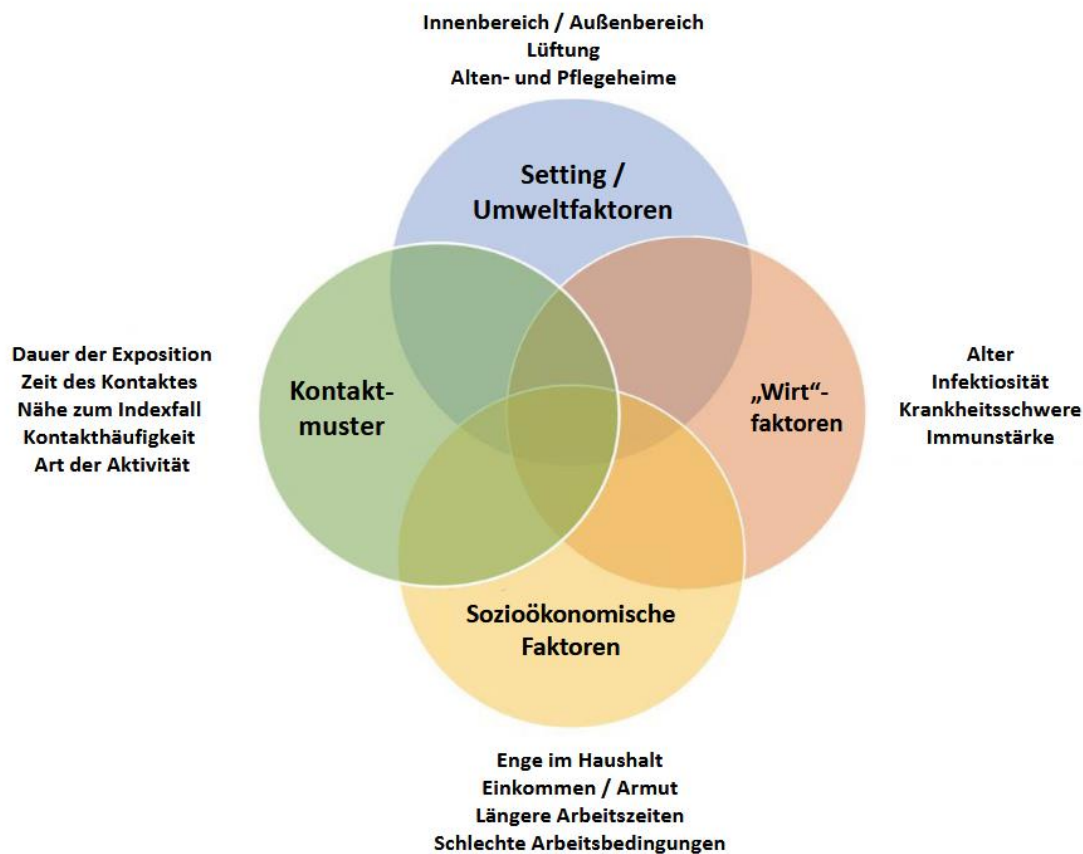 Innenbereich / Außenbereich
Lüftung
Alten- und Pflegeheime
Setting /
Umweltfaktoren
Dauer der Exposition
Zeit des Kontaktes
Nähe zum Indexfall
Kontakthäufigkeit
Art der Aktivität
Kontakt-
muster
„Wirt“-
faktoren
Alter
Infektiosität
Krankheitsschwere
Immunstärke
Sozioökonomische
Faktoren
Enge im Haushalt
Einkommen / Armut
Längere Arbeitszeiten
Schlechte Arbeitsbedingungen